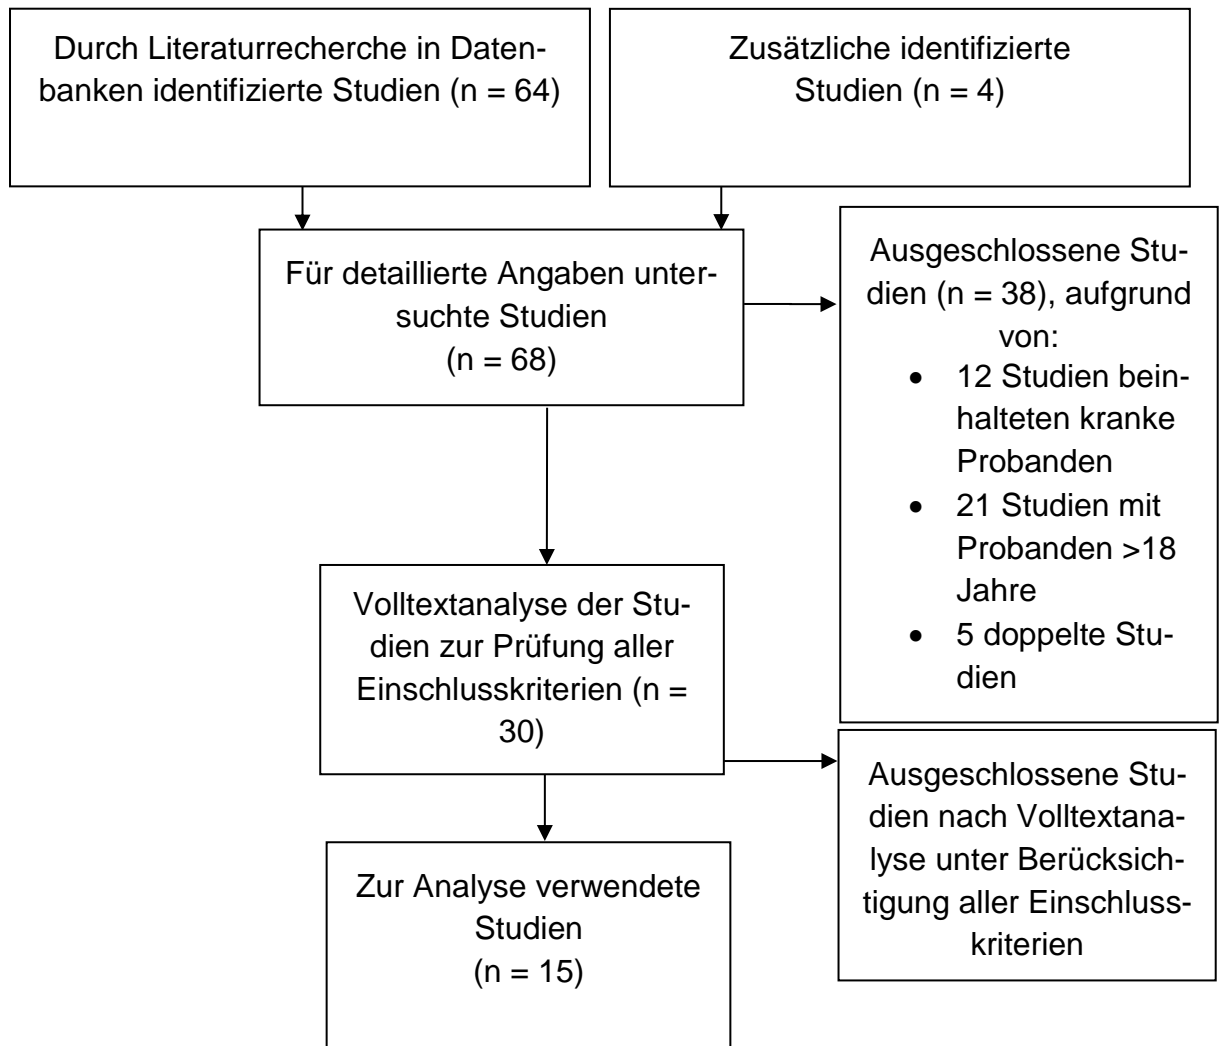 Durch Literaturrecherche in Daten-
banken identifizierte Studien (n = 64)
Zusätzliche identifizierte
Studien (n = 4)
Für detaillierte Angaben unter-
suchte Studien
(n = 68)
Ausgeschlossene Stu-
dien (n = 38), aufgrund
von:
• 12 Studien bein-
halteten kranke
Probanden
• 21 Studien mit
Probanden >18
Jahre
• 5 doppelte Stu-
dien
Volltextanalyse der Stu-
dien zur Prüfung aller
Einschlusskriterien (n =
30)
Ausgeschlossene Stu-
dien nach Volltextana-
lyse unter Berücksich-
tigung aller Einschluss-
kriterien
Zur Analyse verwendete
Studien
(n = 15)